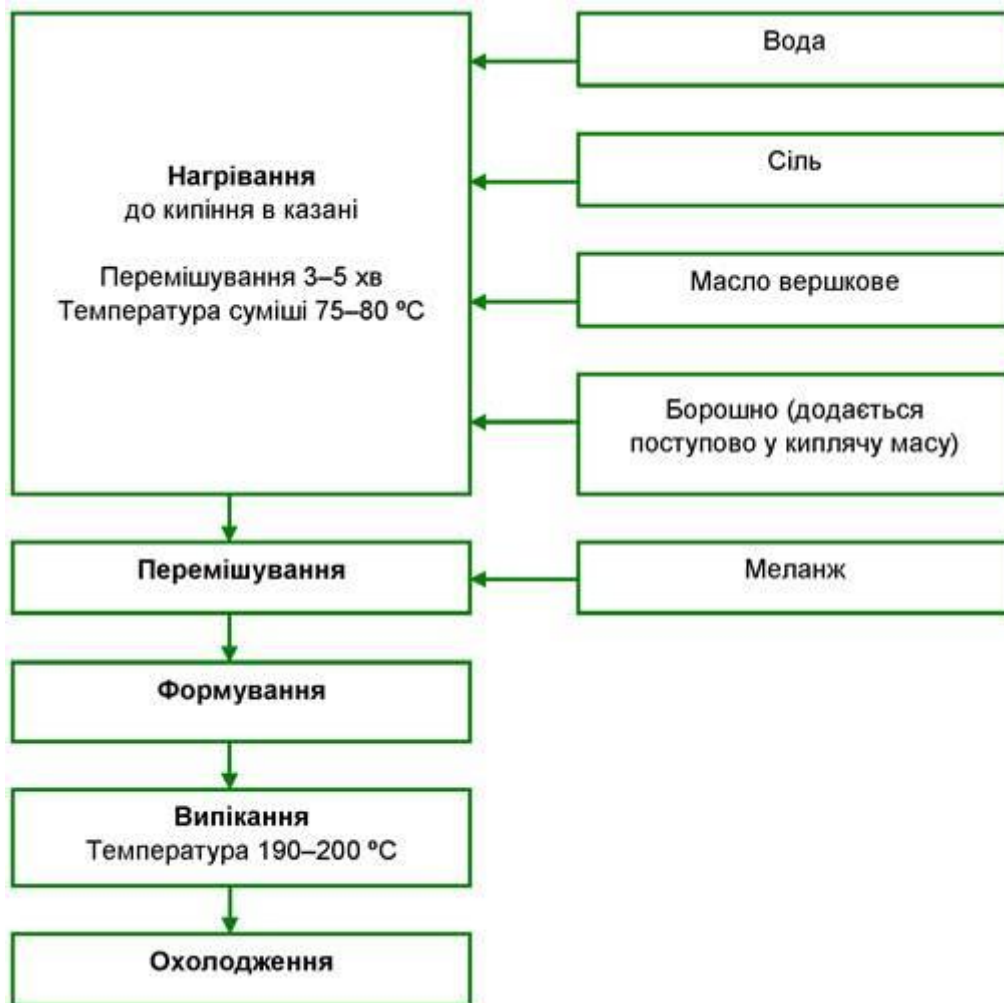 Нагрівання
до кипіння в казані
Перемішування 3–5 хв
Температура суміші 75–80 ºС
Вода
Сіль
Масло вершкове
Борошно (додається
поступово у киплячу масу)
Перемішування
Меланж
Формування
Випікання
Температура 190–200 ºС
Охолодження